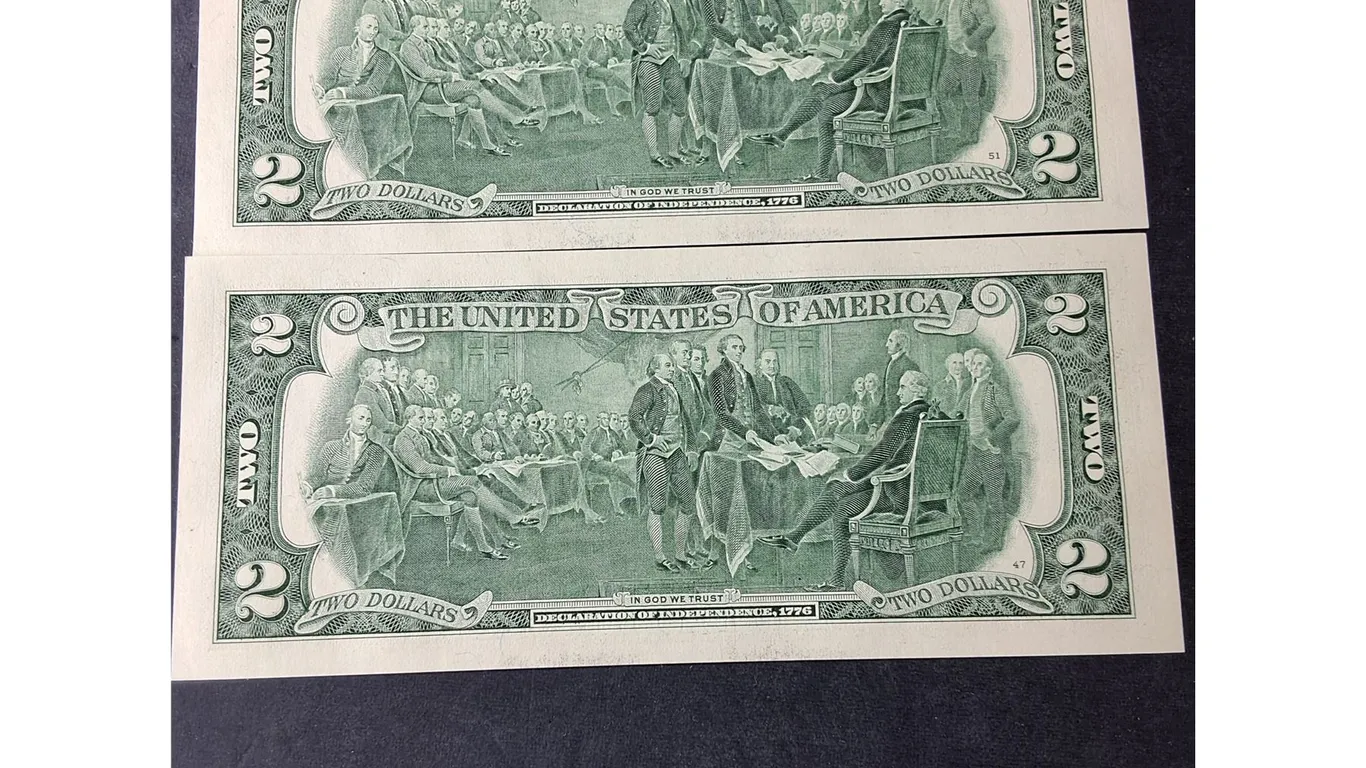 TWO
TWO
2
2
51
TWO DOLLARS
TWO DOLLARS
IN GOD WE TRUST
DECLARATION OF INDEPENDENCE, 1776
THE UNITED STATES OF AMERICA
2
2
TWO
TWO
2
2
47
TWO DOLLARS
TWO DOLLARS
IN GOD WE TRUST
DECLARATION OF INDEPENDENCE, 1776